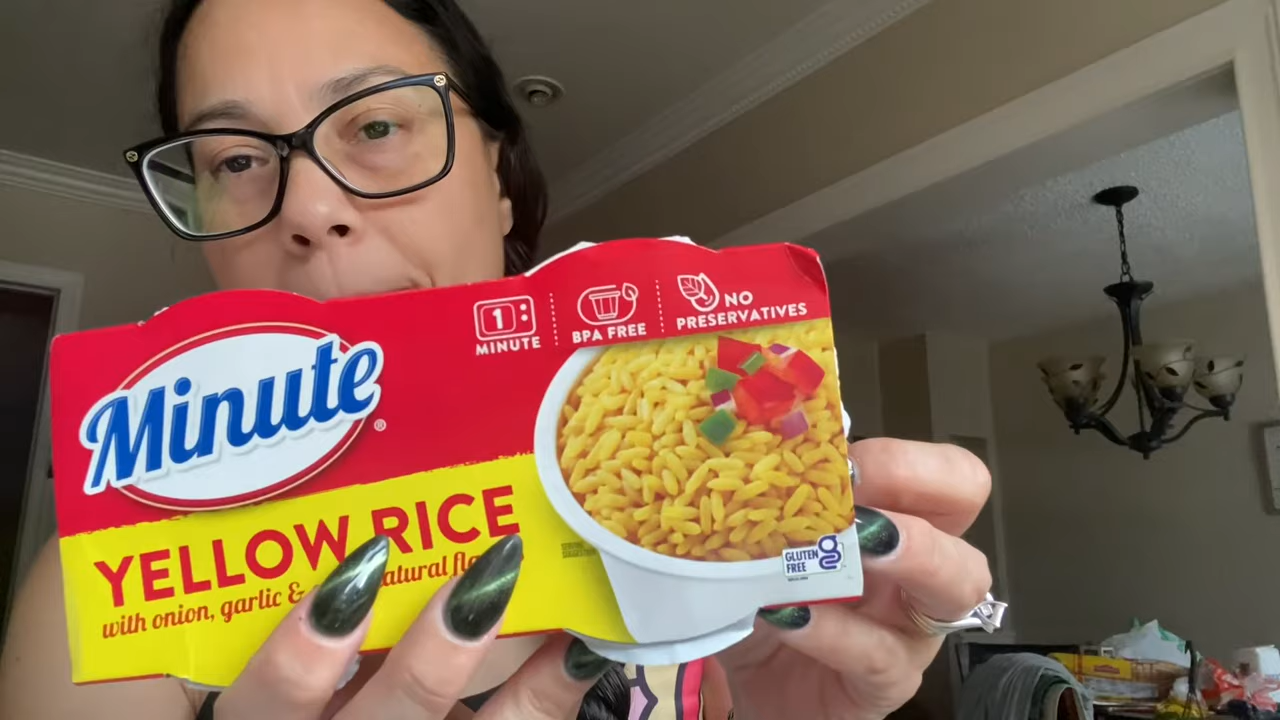 Minute®
1
MINUTE
BPA FREE
NO
PRESERVATIVES
YELLOW RICE
with onion, garlic & natural
GLUTEN
FREE